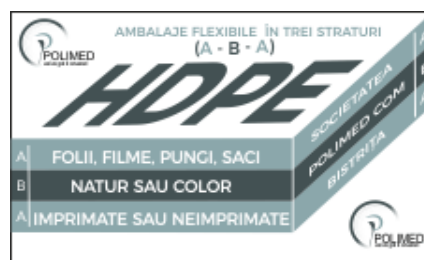 POLIMED
AMBALAJE FLEXIBILE ÎN TREI STRATURI
(A - B - A)
HDPE
A FOLII, FILME, PUNGI, SACI
B NATUR SAU COLOR
A IMPRIMATE SAU NEIMPRIMATE
SOCIETATEA
POLIMED COM
BISTRITA
A
B
A
POLIMED